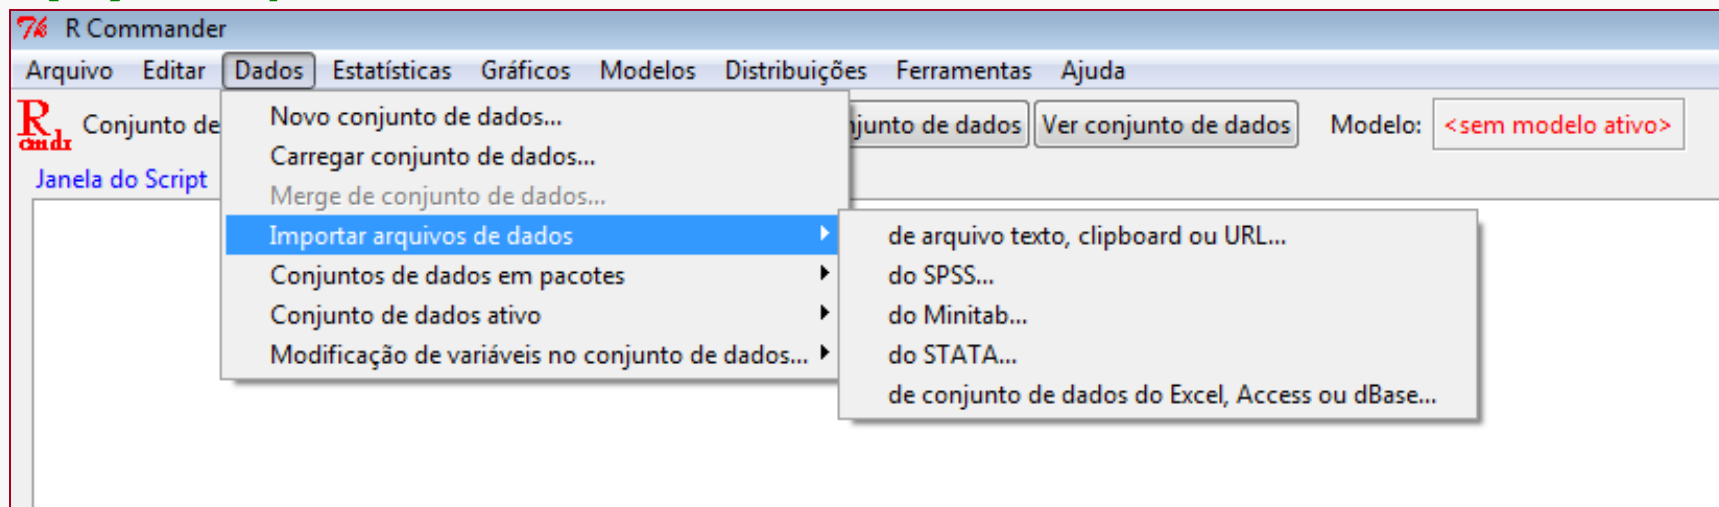 R Commander
Arquivo Editar Dados Estatísticas Gráficos Modelos Distribuições Ferramentas Ajuda
R cmdr Conjunto de njunto de dados Ver conjunto de dados Modelo: <sem modelo ativo>
Janela do Script
Novo conjunto de dados...
Carregar conjunto de dados...
Merge de conjunto de dados...
Importar arquivos de dados
Conjuntos de dados em pacotes
Conjunto de dados ativo
Modificação de variáveis no conjunto de dados...
de arquivo texto, clipboard ou URL...
do SPSS...
do Minitab...
do STATA...
de conjunto de dados do Excel, Access ou dBase...